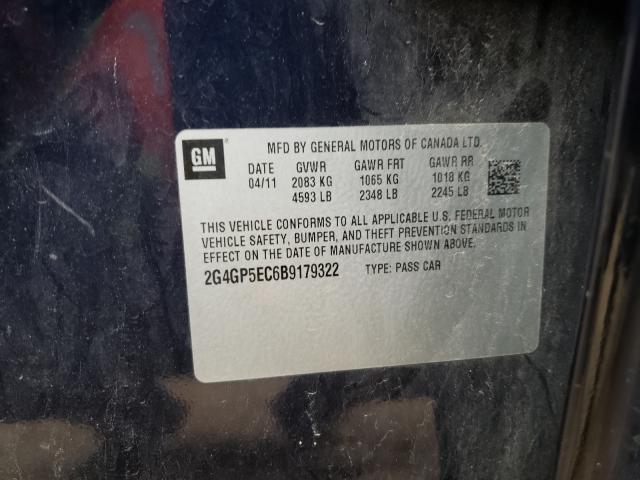 GM
MFD BY GENERAL MOTORS OF CANADA LTD.
DATE GVWR GAWR FRT GAWR RR
04/11 2083 KG 1065 KG 1018 KG
4593 LB 2348 LB 2245 LB
THIS VEHICLE CONFORMS TO ALL APPLICABLE U.S. FEDERAL MOTOR
VEHICLE SAFETY, BUMPER, AND THEFT PREVENTION STANDARDS IN
EFFECT ON THE DATE OF MANUFACTURE SHOWN ABOVE.
2G4GP5EC6B9179322 TYPE: PASS CAR